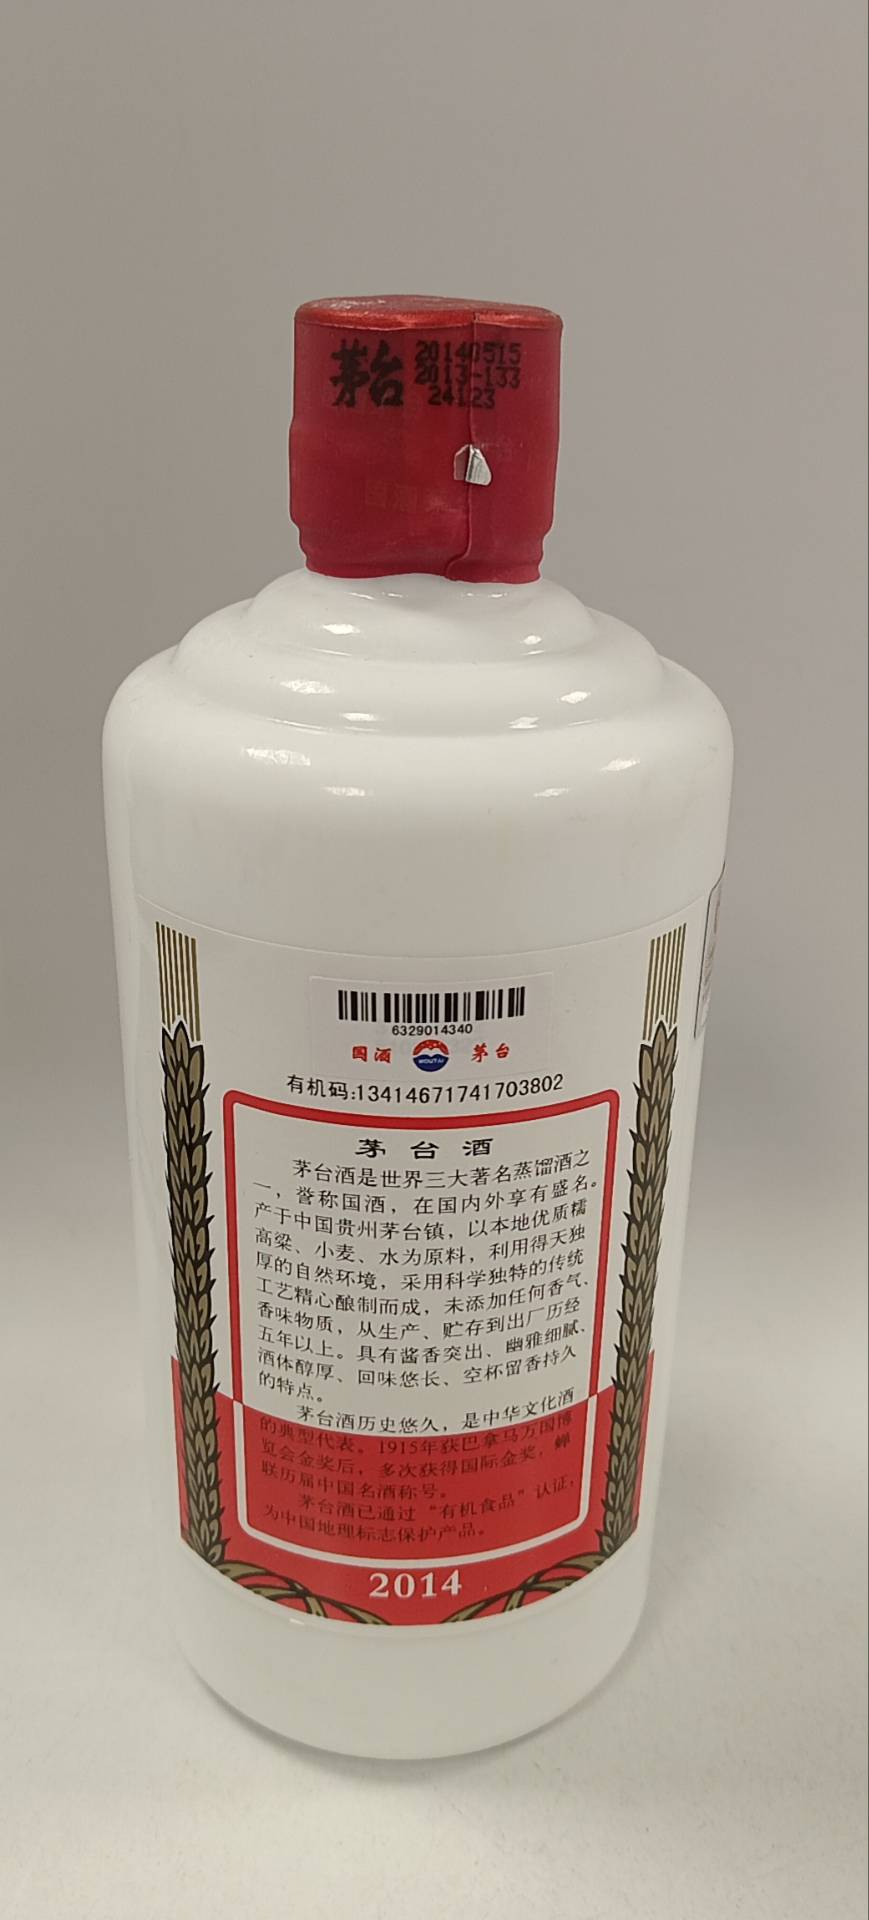 茅台
20140515
2013-133
24123
6329014340
国酒
MOUTAI
茅台
有机码:13414671741703802
茅台酒
茅台酒是世界三大著名蒸馏酒之
一，誉称国酒，在国内外享有盛名。
产于中国贵州茅台镇，以本地优质糯
高粱、小麦、水为原料，利用得天独
厚的自然环境，采用科学独特的传统
工艺精心酿制而成，未添加任何香气、
香味物质，从生产、贮存到出厂历经
五年以上。具有酱香突出、幽雅细腻、
酒体醇厚、回味悠长、空杯留香持久
的特点。
茅台酒历史悠久，是中华文化酒
的典型代表。1915年获巴拿马万国博
览会金奖后，多次获得国际金奖，蝉
联历届中国名酒称号。
茅台酒已通过“有机食品”认证，
为中国地理标志保护产品。
2014